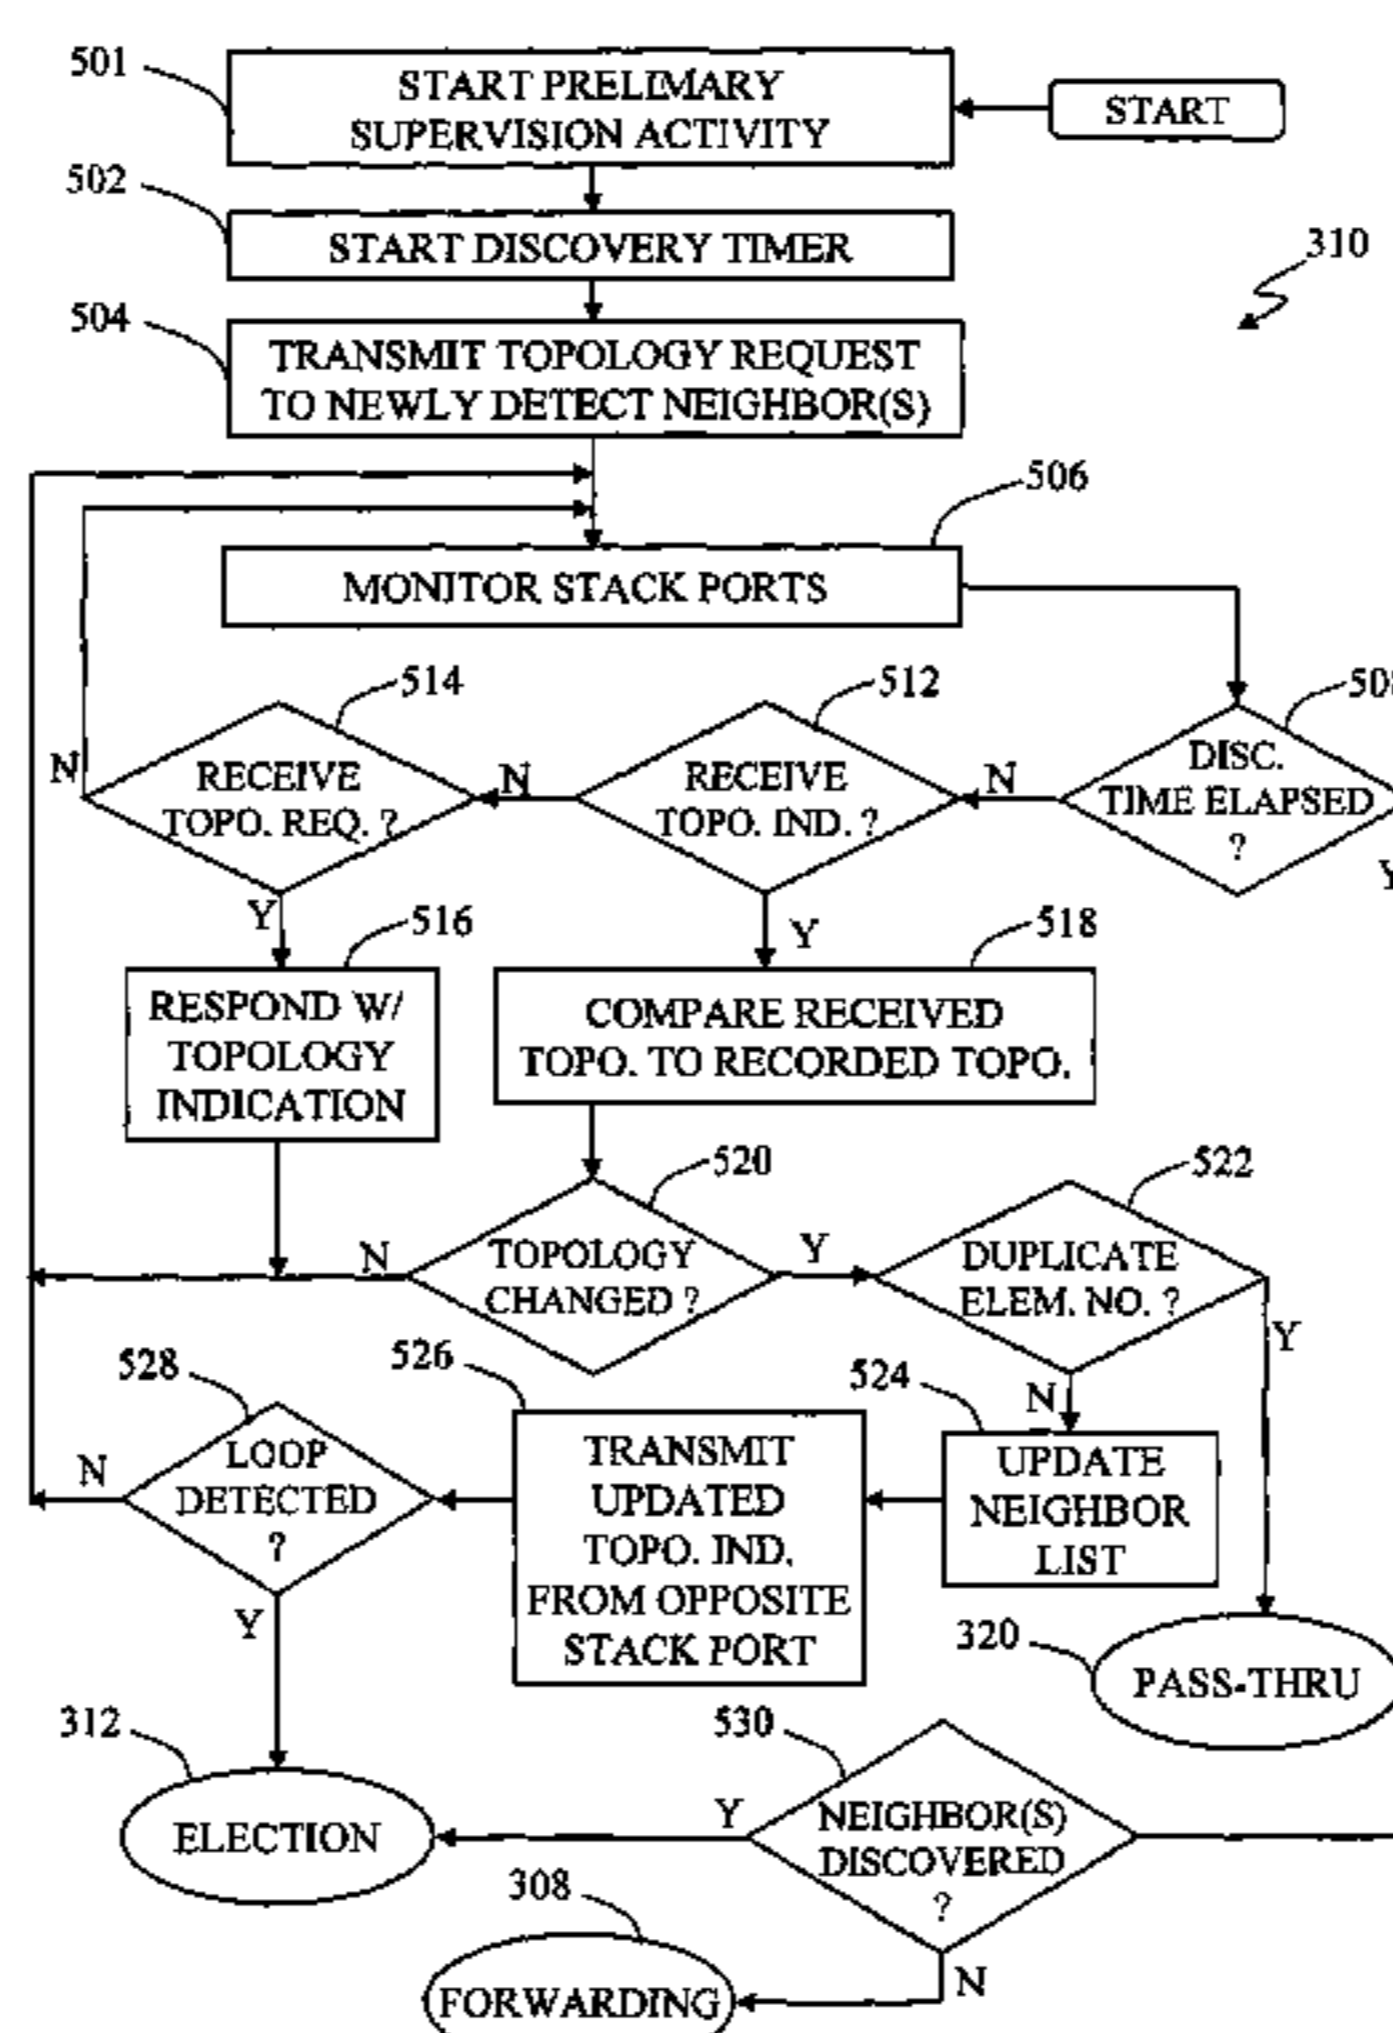 501
START PRELIMARY
SUPERVISION ACTIVITY
START
502
START DISCOVERY TIMER
310
504
TRANSMIT TOPOLOGY REQUEST
TO NEWLY DETECT NEIGHBOR(S)
506
MONITOR STACK PORTS
514
512
N
RECEIVE
TOPO. REQ. ?
N
RECEIVE
TOPO. IND. ?
N
DISC.
TIME ELAPSED
?
Y
Y
516
Y
518
RESPOND W/
TOPOLOGY
INDICATION
COMPARE RECEIVED
TOPO. TO RECORDED TOPO.
520
522
N
TOPOLOGY
CHANGED ?
Y
DUPLICATE
ELEM. NO. ?
Y
528
526
524
N
N
LOOP
DETECTED
?
TRANSMIT
UPDATED
TOPO. IND.
FROM OPPOSITE
STACK PORT
UPDATE
NEIGHBOR
LIST
Y
320
PASS-THRU
312
530
ELECTION
Y
NEIGHBOR(S)
DISCOVERED
?
308
N
FORWARDING